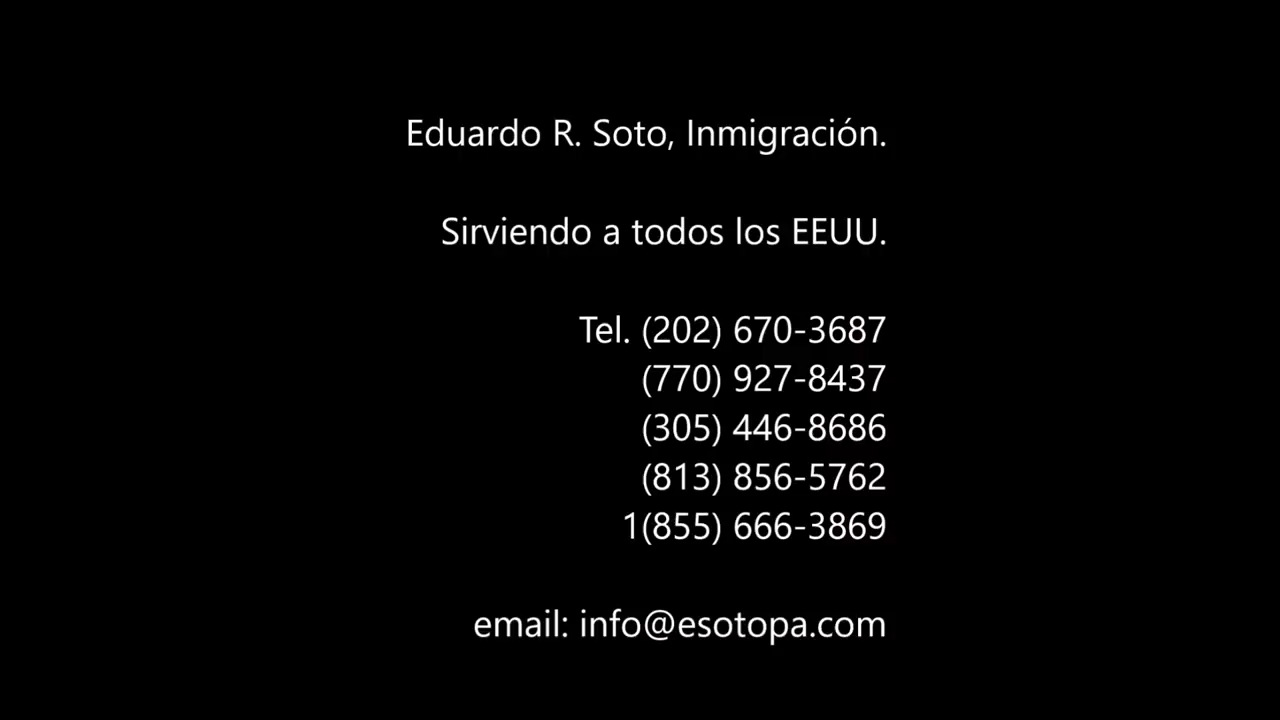 Eduardo R. Soto, Inmigración.
Sirviendo a todos los EEUU.
Tel. (202) 670-3687
(770) 927-8437
(305) 446-8686
(813) 856-5762
1(855) 666-3869
email: info@esotopa.com